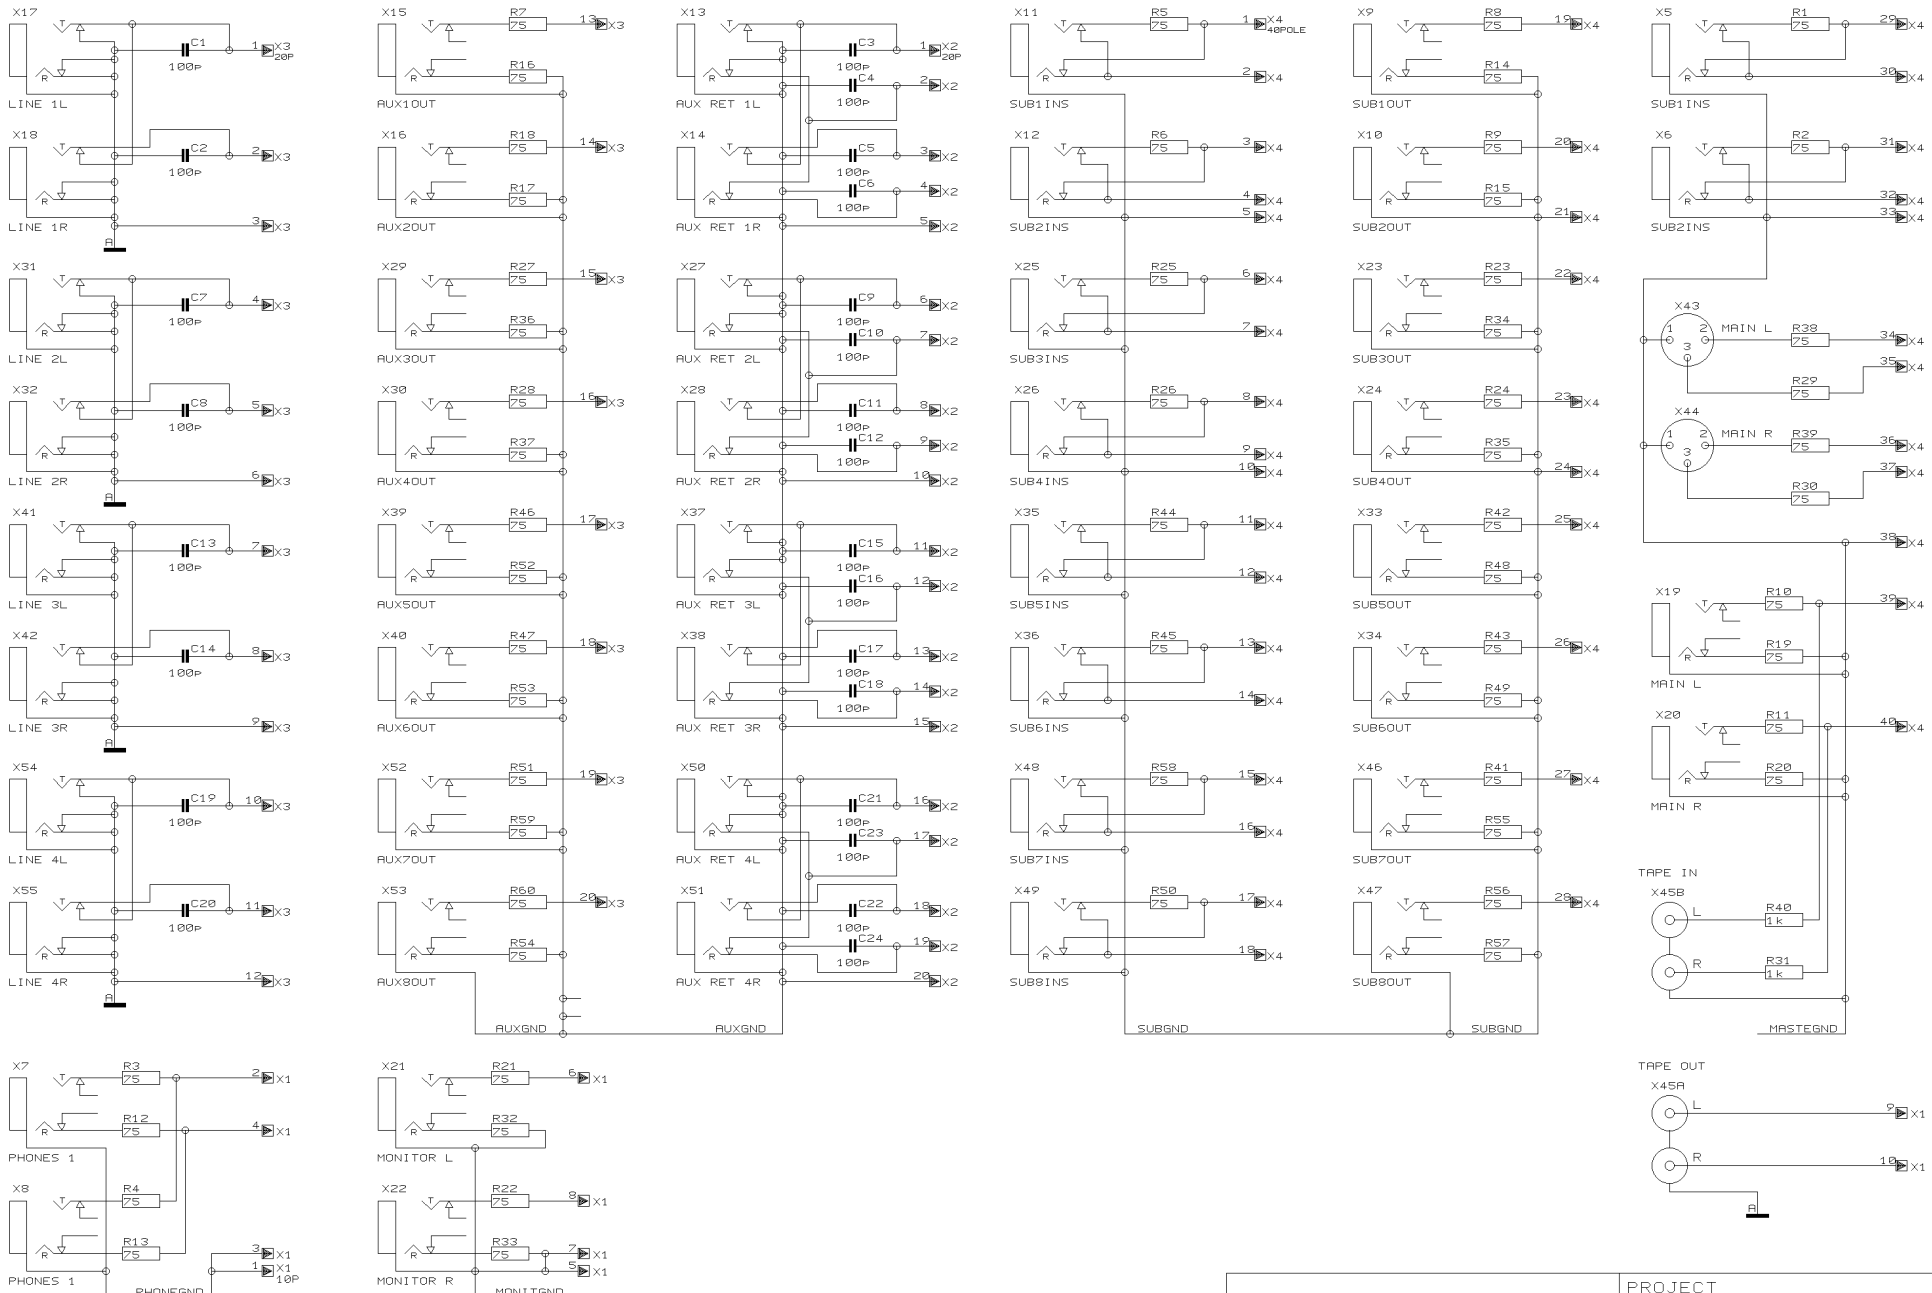 X17
T
C1
100p
1 X3
20P
R
LINE 1L
X18
T
C2
100p
2 X3
R
3 X3
LINE 1R
A
X31
T
C7
100p
4 X3
R
LINE 2L
X32
T
C8
100p
5 X3
R
6 X3
LINE 2R
A
X41
T
C13
100p
7 X3
R
LINE 3L
X42
T
C14
100p
8 X3
R
9 X3
LINE 3R
A
X54
T
C19
100p
10 X3
R
LINE 4L
X55
T
C20
100p
11 X3
R
12 X3
LINE 4R
A
X15
T
R7
75
13 X3
R
R16
75
AUX1OUT
X16
T
R18
75
14 X3
R
R17
75
AUX2OUT
X29
T
R27
75
15 X3
R
R36
75
AUX3OUT
X30
T
R28
75
16 X3
R
R37
75
AUX4OUT
X39
T
R46
75
17 X3
R
R52
75
AUX5OUT
X40
T
R47
75
18 X3
R
R53
75
AUX6OUT
X52
T
R51
75
19 X3
R
R59
75
AUX7OUT
X53
T
R60
75
20 X3
R
R54
75
AUX8OUT
AUXGND
AUXGND
X13
T
C3
100p
1 X2
20P
C4
100p
2 X2
R
AUX RET 1L
X14
T
C5
100p
3 X2
C6
100p
4 X2
R
5 X2
AUX RET 1R
X27
T
C9
100p
6 X2
C10
100p
7 X2
R
AUX RET 2L
X28
T
C11
100p
8 X2
C12
100p
9 X2
R
10 X2
AUX RET 2R
X37
T
C15
100p
11 X2
C16
100p
12 X2
R
AUX RET 3L
X38
T
C17
100p
13 X2
C18
100p
14 X2
R
15 X2
AUX RET 3R
X50
T
C21
100p
16 X2
C23
100p
17 X2
R
AUX RET 4L
X51
T
C22
100p
18 X2
C24
100p
19 X2
R
20 X2
AUX RET 4R
X11
T
R5
75
1 X4
40POLE
R
2 X4
SUB1INS
X12
T
R6
75
3 X4
R
4 X4
5 X4
SUB2INS
X25
T
R25
75
6 X4
R
7 X4
SUB3INS
X26
T
R26
75
8 X4
R
9 X4
10 X4
SUB4INS
X35
T
R44
75
11 X4
R
12 X4
SUB5INS
X36
T
R45
75
13 X4
R
14 X4
SUB6INS
X48
T
R58
75
15 X4
R
16 X4
SUB7INS
X49
T
R50
75
17 X4
R
18 X4
SUB8INS
SUBGND
SUBGND
X9
T
R8
75
19 X4
R
R14
75
SUB1OUT
X10
T
R9
75
20 X4
R
R15
75
21 X4
SUB2OUT
X23
T
R23
75
22 X4
R
R34
75
SUB3OUT
X24
T
R24
75
23 X4
R
R35
75
24 X4
SUB4OUT
X33
T
R42
75
25 X4
R
R48
75
SUB5OUT
X34
T
R43
75
26 X4
R
R49
75
SUB6OUT
X46
T
R41
75
27 X4
R
R55
75
SUB7OUT
X47
T
R56
75
28 X4
R
R57
75
SUB8OUT
X5
T
R1
75
29 X4
R
30 X4
SUB1INS
X6
T
R2
75
31 X4
R
32 X4
33 X4
SUB2INS
X43
1 2 3
MAIN L
R38
75
34 X4
35 X4
R29
75
X44
1 2 3
MAIN R
R39
75
36 X4
37 X4
R30
75
38 X4
X19
T
R10
75
39 X4
R
R19
75
MAIN L
X20
T
R11
75
40 X4
R
R20
75
MAIN R
TAPE IN
X45B
L
R40
1k
R
R31
1k
MASTEGND
TAPE OUT
X45A
L
9 X1
R
10 X1
A
X7
T
R3
75
2 X1
R
R12
75
4 X1
PHONES 1
X8
T
R4
75
R
R13
75
3 X1
1 X1
10P
PHONES 1
PHONEGND
X21
T
R21
75
6 X1
R
R32
75
MONITOR L
X22
T
R22
75
8 X1
R
R33
75
7 X1
5 X1
MONITOR R
MONITGND
PROJECT